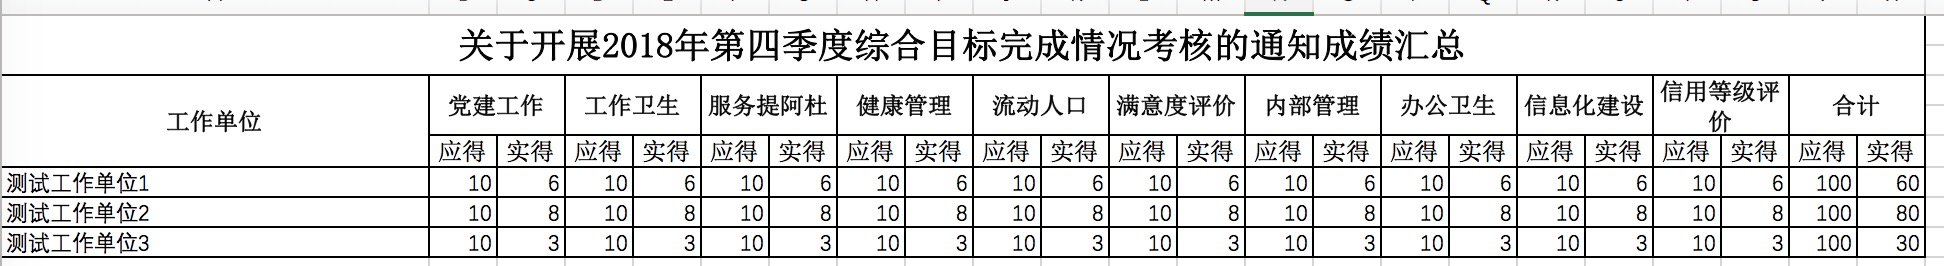 关于开展2018年第四季度综合目标完成情况考核的通知成绩汇总
工作单位 党建工作 工作卫生 服务提阿杜 健康管理 流动人口 满意度评价 内部管理 办公卫生 信息化建设 信用等级评价 合计
应得 实得 应得 实得 应得 实得 应得 实得 应得 实得 应得 实得 应得 实得 应得 实得 应得 实得 应得 实得 应得 实得
测试工作单位1 10 6 10 6 10 6 10 6 10 6 10 6 10 6 10 6 10 6 10 6 100 60
测试工作单位2 10 8 10 8 10 8 10 8 10 8 10 8 10 8 10 8 10 8 10 8 100 80
测试工作单位3 10 3 10 3 10 3 10 3 10 3 10 3 10 3 10 3 10 3 10 3 100 30